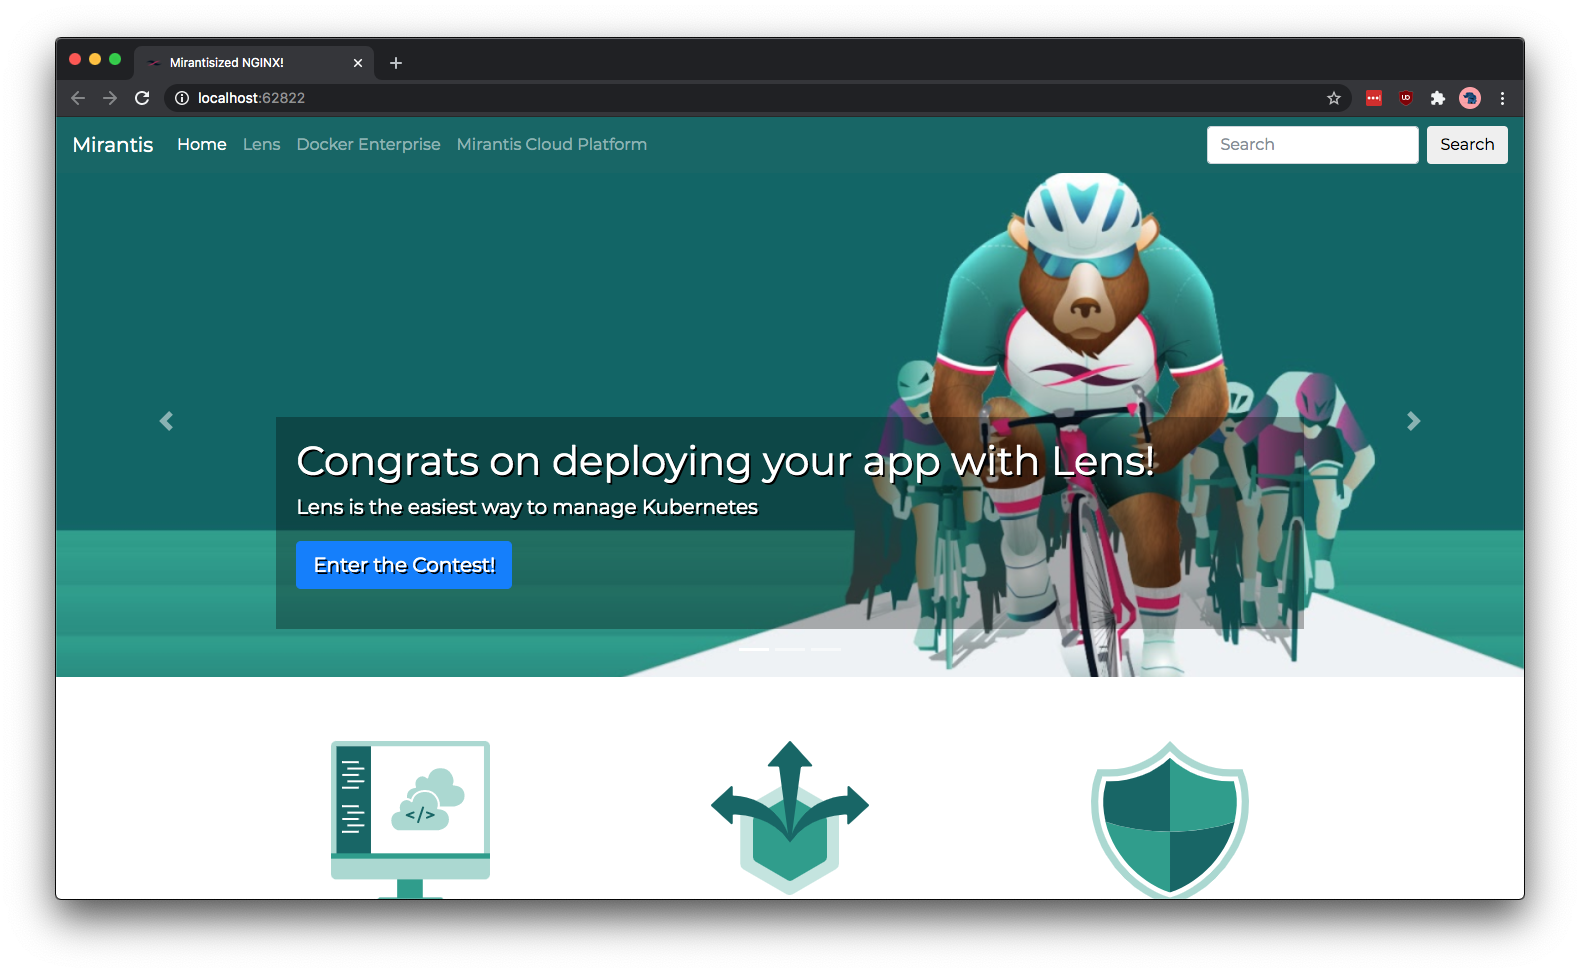 Mirantisized NGINX!
localhost:62822
Mirantis Home Lens Docker Enterprise Mirantis Cloud Platform Search Search
Congrats on deploying your app with Lens!
Lens is the easiest way to manage Kubernetes
Enter the Contest!
</>